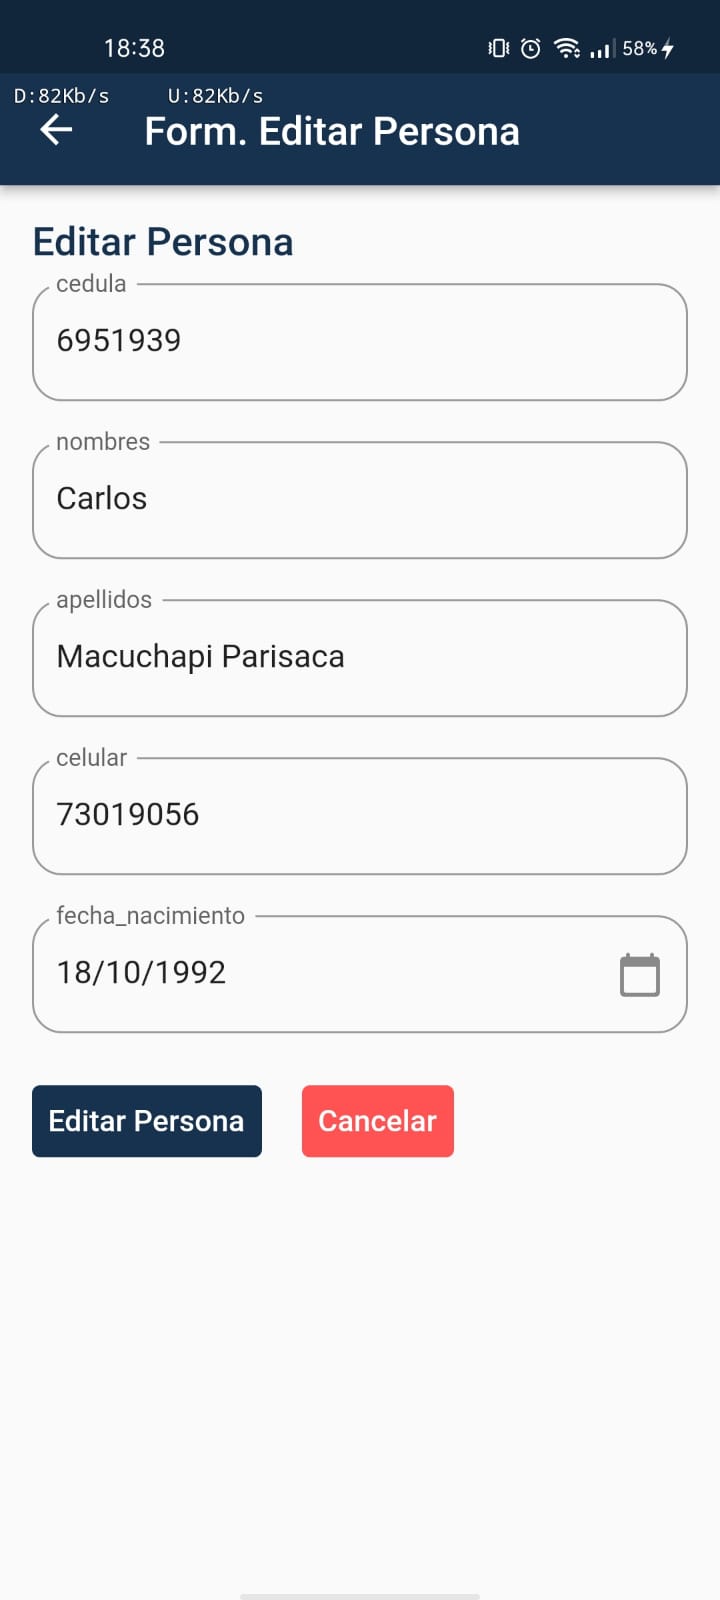 18:38
58%
D:82Kb/s U:82Kb/s
Form. Editar Persona
Editar Persona
cedula
6951939
nombres
Carlos
apellidos
Macuchapi Parisaca
celular
73019056
fecha_nacimiento
18/10/1992
Editar Persona
Cancelar